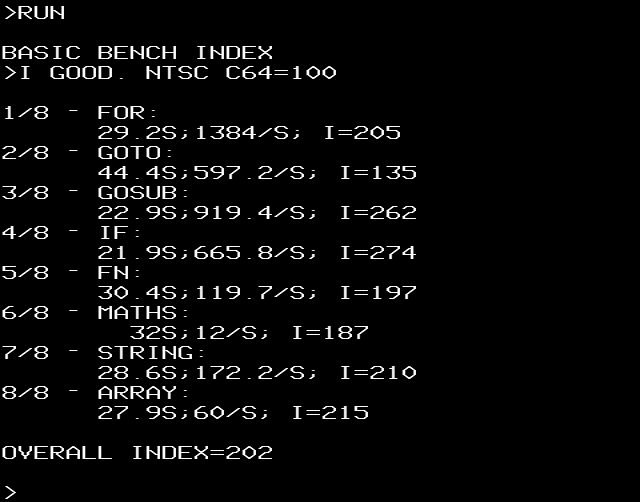 >RUN
BASIC BENCH INDEX
>I GOOD. NTSC C64=100
1/8 - FOR:
29.2S;1384/S; I=205
2/8 - GOTO:
44.4S;597.2/S; I=135
3/8 - GOSUB:
22.9S;919.4/S; I=262
4/8 - IF:
21.9S;665.8/S; I=274
5/8 - FN:
30.4S;119.7/S; I=197
6/8 - MATHS:
32S;12/S; I=187
7/8 - STRING:
28.6S;172.2/S; I=210
8/8 - ARRAY:
27.9S;60/S; I=215
OVERALL INDEX=202
>